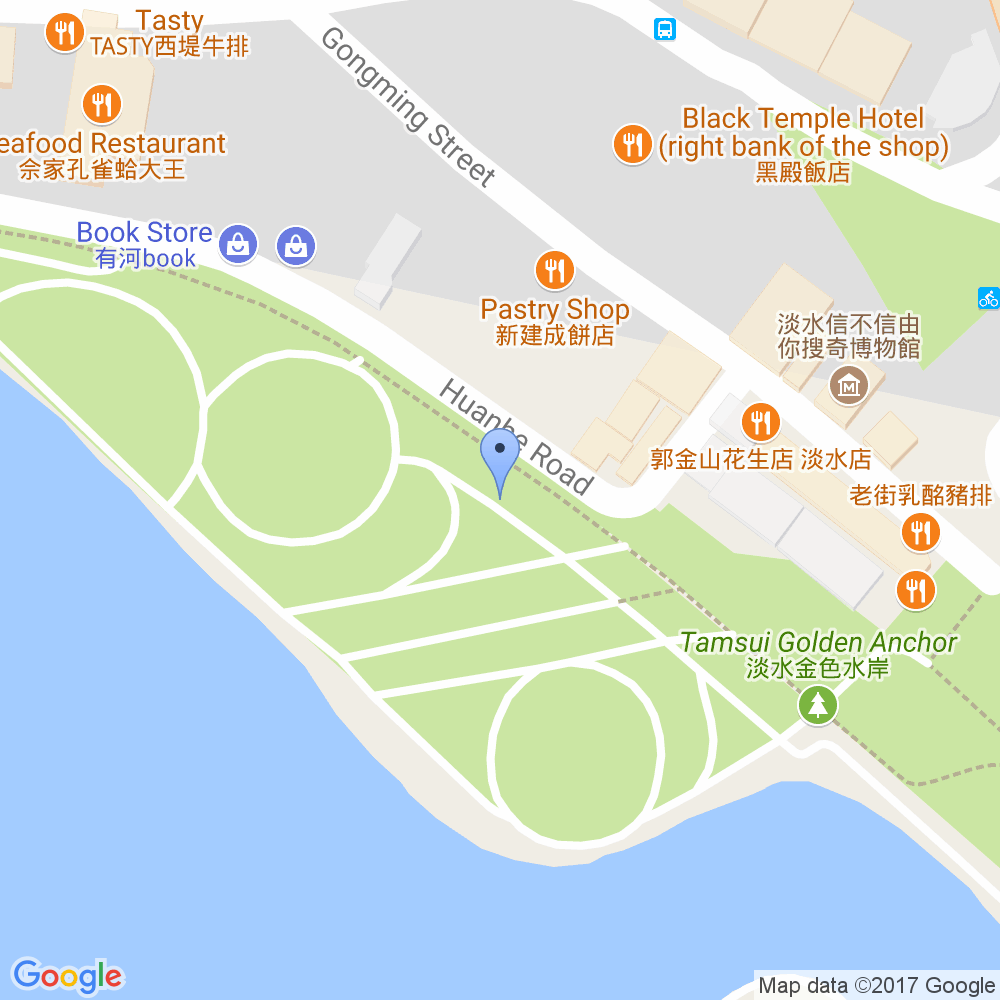 Tasty
TASTY西堤牛排
eafood Restaurant
余家孔雀蛤大王
Gongming Street
Black Temple Hotel
(right bank of the shop)
黑殿飯店
Book Store
有河book
Pastry Shop
新建成餅店
淡水信不信由
你搜奇博物館
Huanhe Road
郭金山花生店 淡水店
老街乳酩豬排
Tamsui Golden Anchor
淡水金色水岸
Google
Map data ©2017 Google